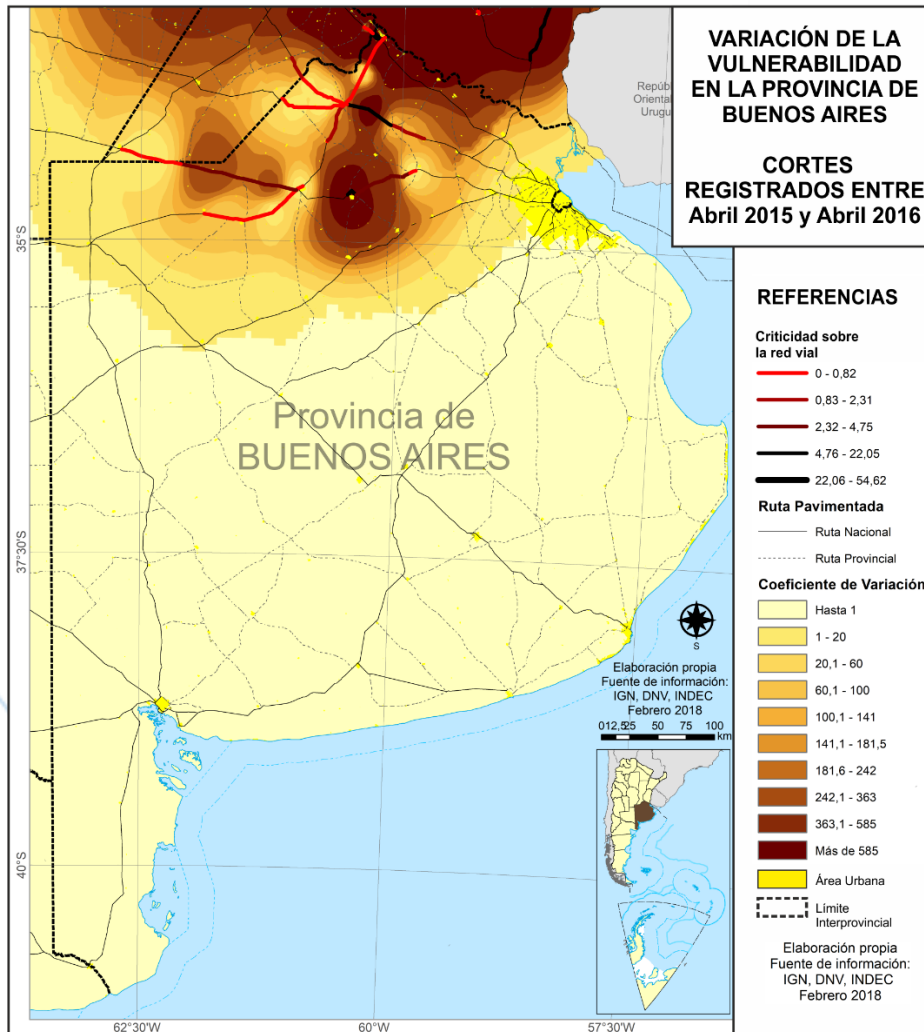 VARIACIÓN DE LA
VULNERABILIDAD
EN LA PROVINCIA DE
BUENOS AIRES
CORTES
REGISTRADOS ENTRE
Abril 2015 y Abril 2016
Repúbl
Oriental
Urugu
35°S
37°30'S
40°S
62°30'W
60°W
57°30'W
Provincia de
BUENOS AIRES
S
Elaboración propia
Fuente de información:
IGN, DNV, INDEC
Febrero 2018
012,525 50 75 100
km
REFERENCIAS
Criticidad sobre
la red vial
0 - 0,82
0,83 - 2,31
2,32 - 4,75
4,76 - 22,05
22,06 - 54,62
Ruta Pavimentada
Ruta Nacional
Ruta Provincial
Coeficiente de Variación
Hasta 1
1 - 20
20,1 - 60
60,1 - 100
100,1 - 141
141,1 - 181,5
181,6 - 242
242,1 - 363
363,1 - 585
Más de 585
Área Urbana
Límite
Interprovincial
Elaboración propia
Fuente de información:
IGN, DNV, INDEC
Febrero 2018